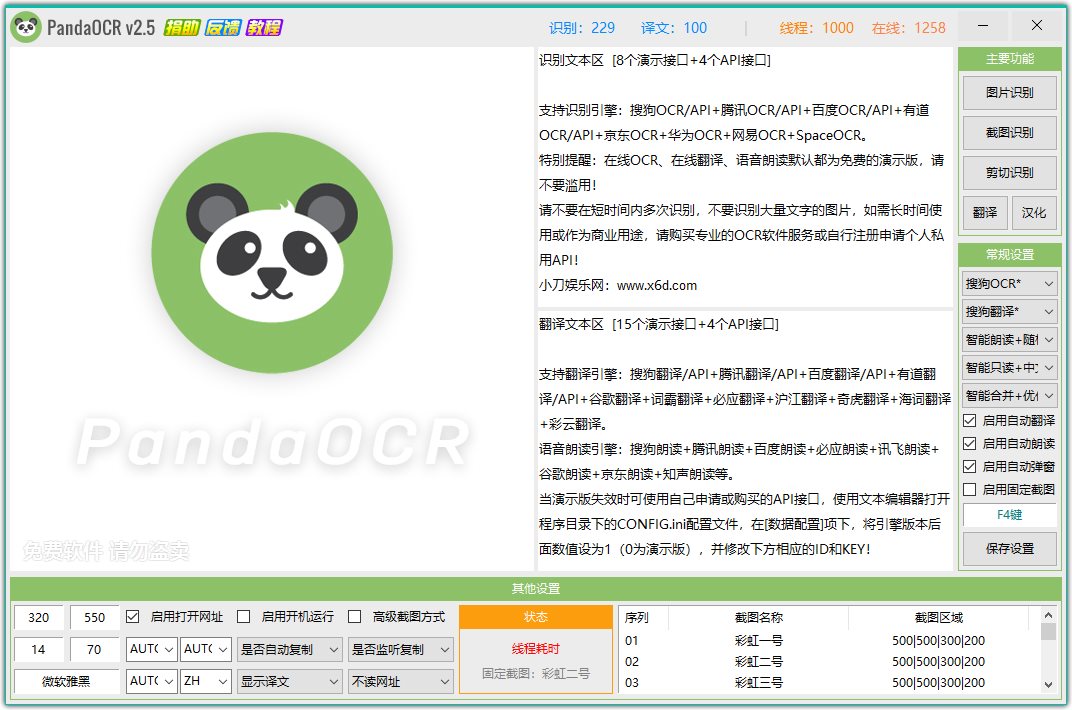 PandaOCR v2.5 捐助 反馈 教程 识别：229 译文：100 | 线程：1000 在线：1258
PandaOCR
免费软件 请勿盗卖
识别文本区 [8个演示接口+4个API接口]
支持识别引擎：搜狗OCR/API+腾讯OCR/API+百度OCR/API+有道
OCR/API+京东OCR+华为OCR+网易OCR+SpaceOCR。
特别提醒：在线OCR、在线翻译、语音朗读默认都为免费的演示版，请
不要滥用！
请不要在短时间内多次识别，不要识别大量文字的图片，如需长时间使
用或作为商业用途，请购买专业的OCR软件服务或自行注册申请个人私
用API！
小刀娱乐网：www.x6d.com
翻译文本区 [15个演示接口+4个API接口]
支持翻译引擎：搜狗翻译/API+腾讯翻译/API+百度翻译/API+有道翻
译/API+谷歌翻译+词霸翻译+必应翻译+沪江翻译+奇虎翻译+海词翻译
+彩云翻译。
语音朗读引擎：搜狗朗读+腾讯朗读+百度朗读+必应朗读+讯飞朗读+
谷歌朗读+京东朗读+知声朗读等。
当演示版失效时可使用自己申请或购买的API接口，使用文本编辑器打开
程序目录下的CONFIG.ini配置文件，在[数据配置]项下，将引擎版本后
面数值设为1（0为演示版），并修改下方相应的ID和KEY！
主要功能
图片识别
截图识别
剪切识别
翻译 汉化
常规设置
搜狗OCR*
搜狗翻译*
智能朗读+随
智能只读+中
智能合并+优
启用自动翻译
启用自动朗读
启用自动弹窗
启用固定截图
F4键
保存设置
其他设置
320 550 启用打开网址 启用开机运行 高级截图方式
14 70 AUTO AUTO 是否自动复制 是否监听复制
微软雅黑 AUTO ZH 显示译文 不读网址
状态
线程耗时
固定截图：彩虹二号
序列 截图名称 截图区域
01 彩虹一号 500|500|300|200
02 彩虹二号 500|500|300|200
03 彩虹三号 500|500|300|200